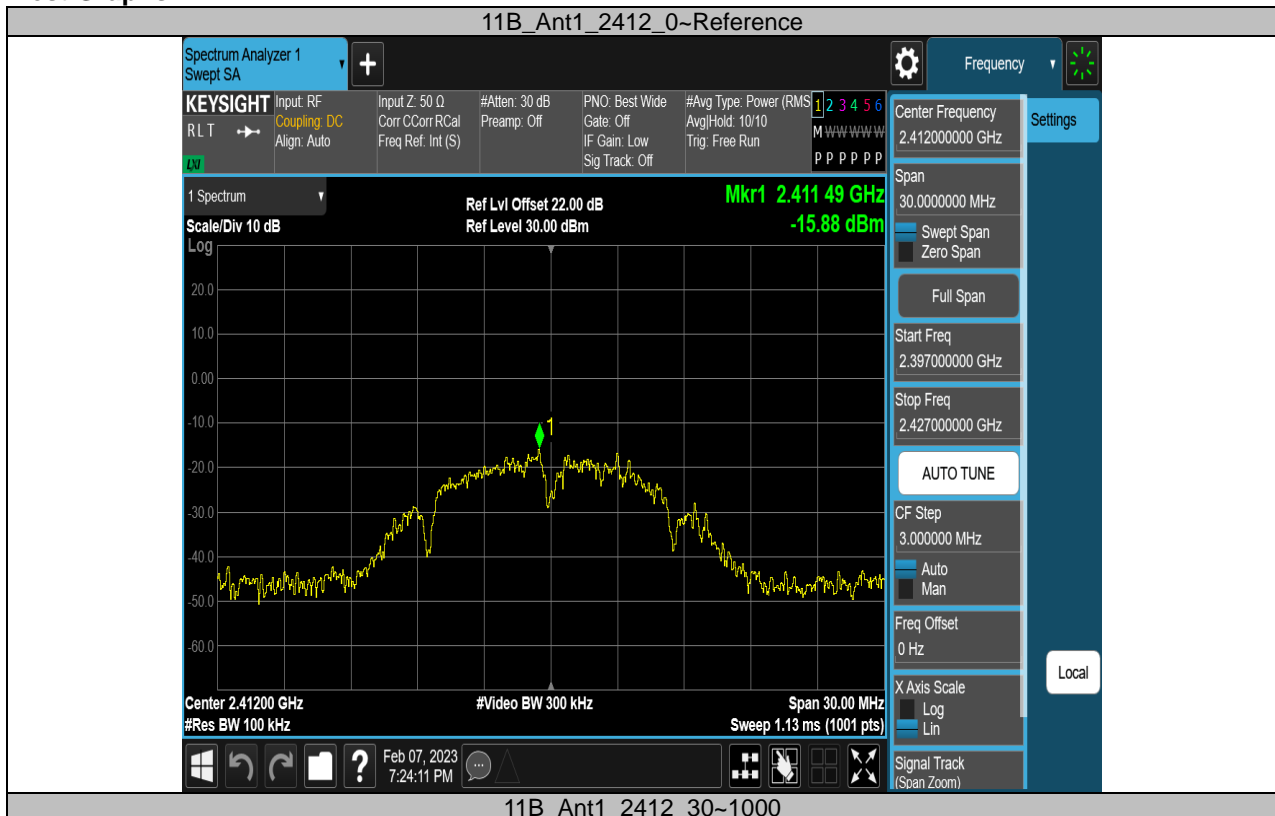 11B_Ant1_2412_0~Reference
Spectrum Analyzer 1
Swept SA
Frequency
KEYSIGHT
RLT
LXI
Input: RF
Coupling: DC
Align: Auto
Input Z: 50 Ω
Corr CCorr RCal
Freq Ref: Int (S)
#Atten: 30 dB
Preamp: Off
PNO: Best Wide
Gate: Off
IF Gain: Low
Sig Track: Off
#Avg Type: Power (RMS
Avg|Hold: 10/10
Trig: Free Run
1 2 3 4 5 6
M W W W W W
P P P P P P
1 Spectrum
Scale/Div 10 dB
Log
Ref Lvl Offset 22.00 dB
Ref Level 30.00 dBm
Mkr1 2.411 49 GHz
-15.88 dBm
20.0
10.0
0.00
-10.0
-20.0
-30.0
-40.0
-50.0
-60.0
1
Center 2.41200 GHz
#Res BW 100 kHz
#Video BW 300 kHz
Span 30.00 MHz
Sweep 1.13 ms (1001 pts)
Feb 07, 2023
7:24:11 PM
Center Frequency
2.412000000 GHz
Span
30.0000000 MHz
Swept Span
Zero Span
Full Span
Start Freq
2.397000000 GHz
Stop Freq
2.427000000 GHz
AUTO TUNE
CF Step
3.000000 MHz
Auto
Man
Freq Offset
0 Hz
X Axis Scale
Log
Lin
Signal Track
(Span Zoom)
Settings
Local
11B_Ant1_2412_30~1000